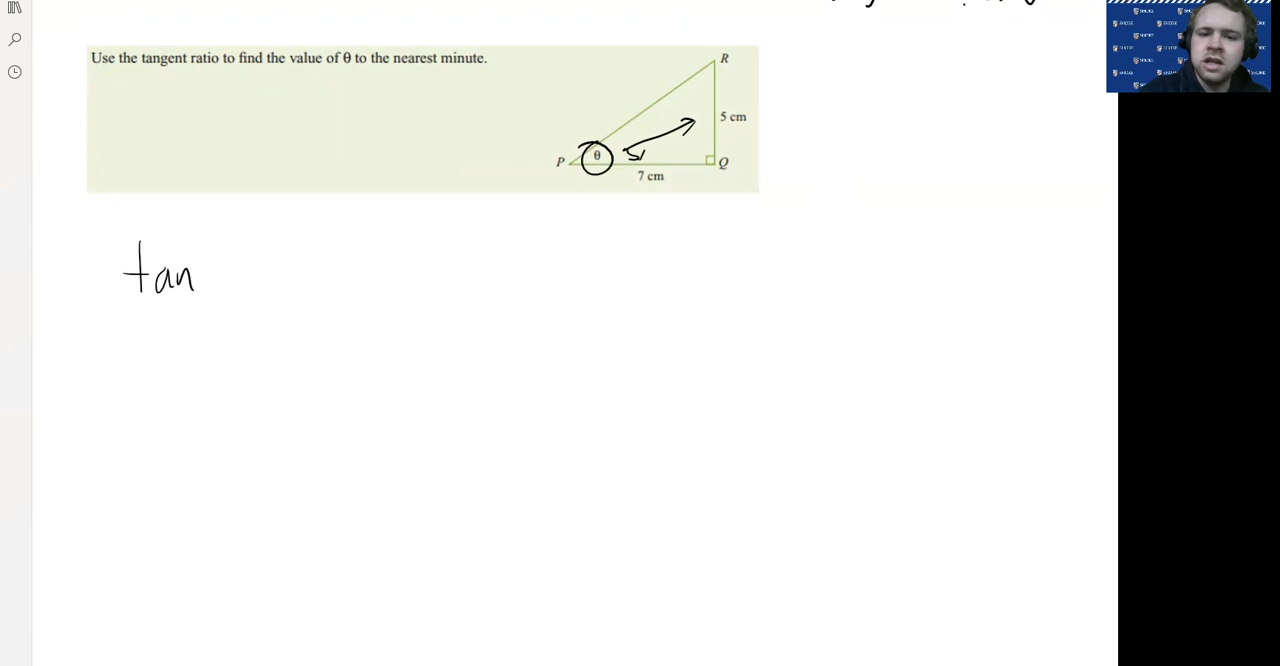 Use the tangent ratio to find the value of θ to the nearest minute.
R
5 cm
P
θ
Q
7 cm
tan